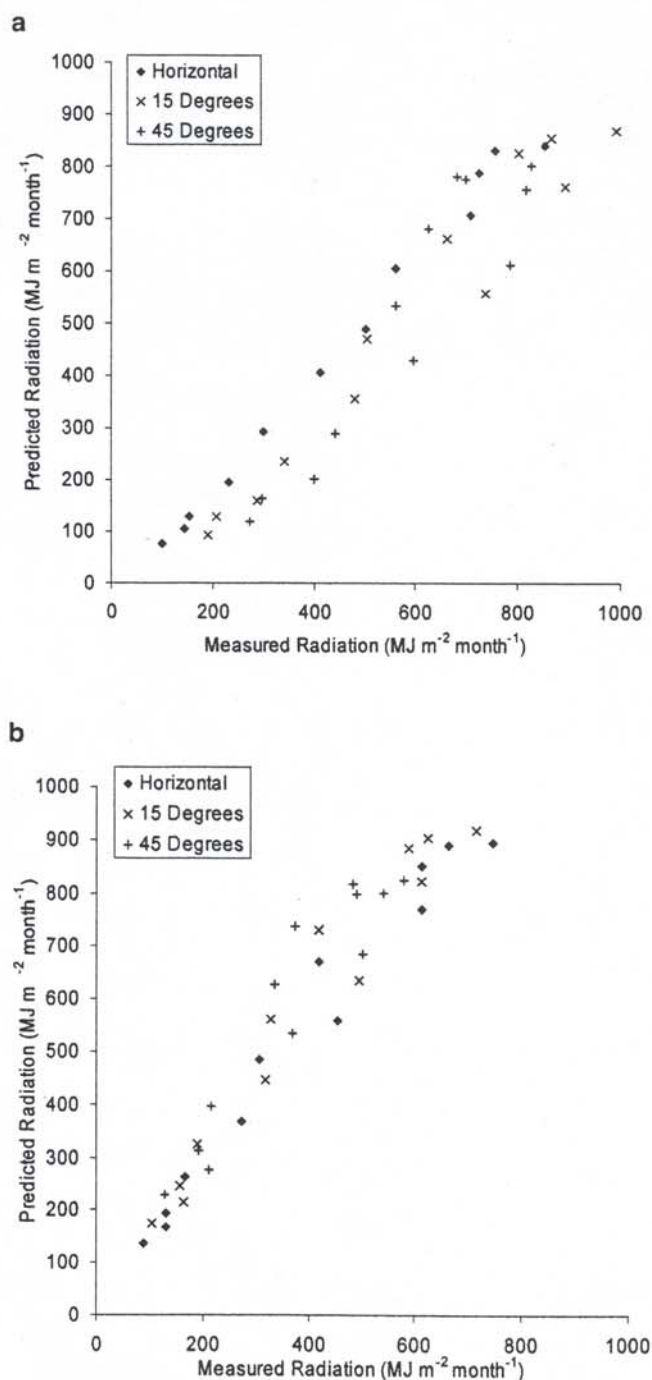 a
Predicted Radiation (MJ m⁻² month⁻¹)
1000
900
800
700
600
500
400
300
200
100
0
Horizontal
15 Degrees
45 Degrees
0 200 400 600 800 1000
Measured Radiation (MJ m⁻² month⁻¹)
b
Predicted Radiation (MJ m⁻² month⁻¹)
1000
900
800
700
600
500
400
300
200
100
0
Horizontal
15 Degrees
45 Degrees
0 200 400 600 800 1000
Measured Radiation (MJ m⁻² month⁻¹)